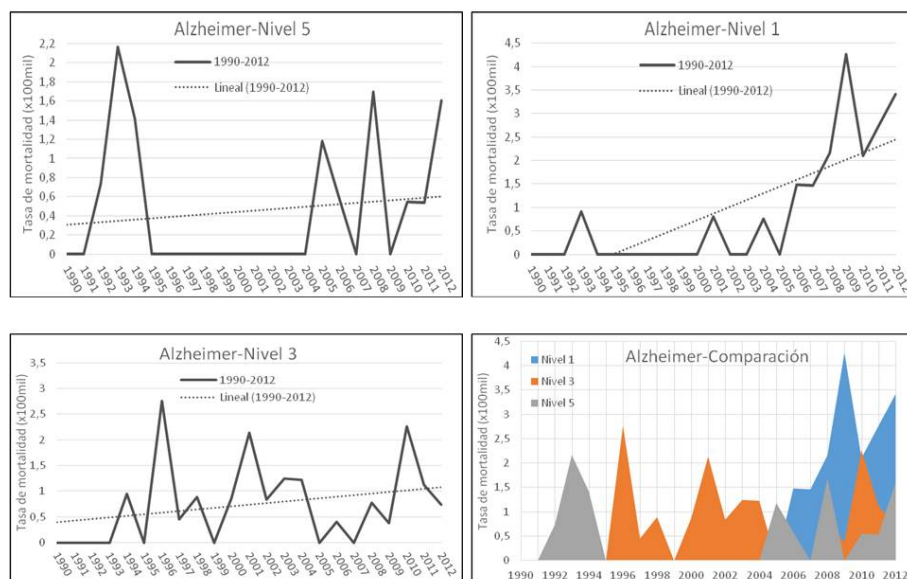 Alzheimer-Nivel 5
Tasa de mortalidad (x100mil)
2,2
2
1,8
1,6
1,4
1,2
1
0,8
0,6
0,4
0,2
0
1990-2012
Lineal (1990-2012)
1990 1991 1992 1993 1994 1995 1996 1997 1998 1999 2000 2001 2002 2003 2004 2005 2006 2007 2008 2009 2010 2011 2012
Alzheimer-Nivel 1
Tasa de mortalidad (x100mil)
4,5
4
3,5
3
2,5
2
1,5
1
0,5
0
1990-2012
Lineal (1990-2012)
1990 1991 1992 1993 1994 1995 1996 1997 1998 1999 2000 2001 2002 2003 2004 2005 2006 2007 2008 2009 2010 2011 2012
Alzheimer-Nivel 3
Tasa de mortalidad (x100mil)
3,5
3
2,5
2
1,5
1
0,5
0
1990-2012
Lineal (1990-2012)
1990 1991 1992 1993 1994 1995 1996 1997 1998 1999 2000 2001 2002 2003 2004 2005 2006 2007 2008 2009 2010 2011 2012
Alzheimer-Comparación
Tasa de mortalidad (x100mil)
4,5
4
3,5
3
2,5
2
1,5
1
0,5
0
Nivel 1
Nivel 3
Nivel 5
1990 1992 1994 1996 1998 2000 2002 2004 2006 2008 2010 2012